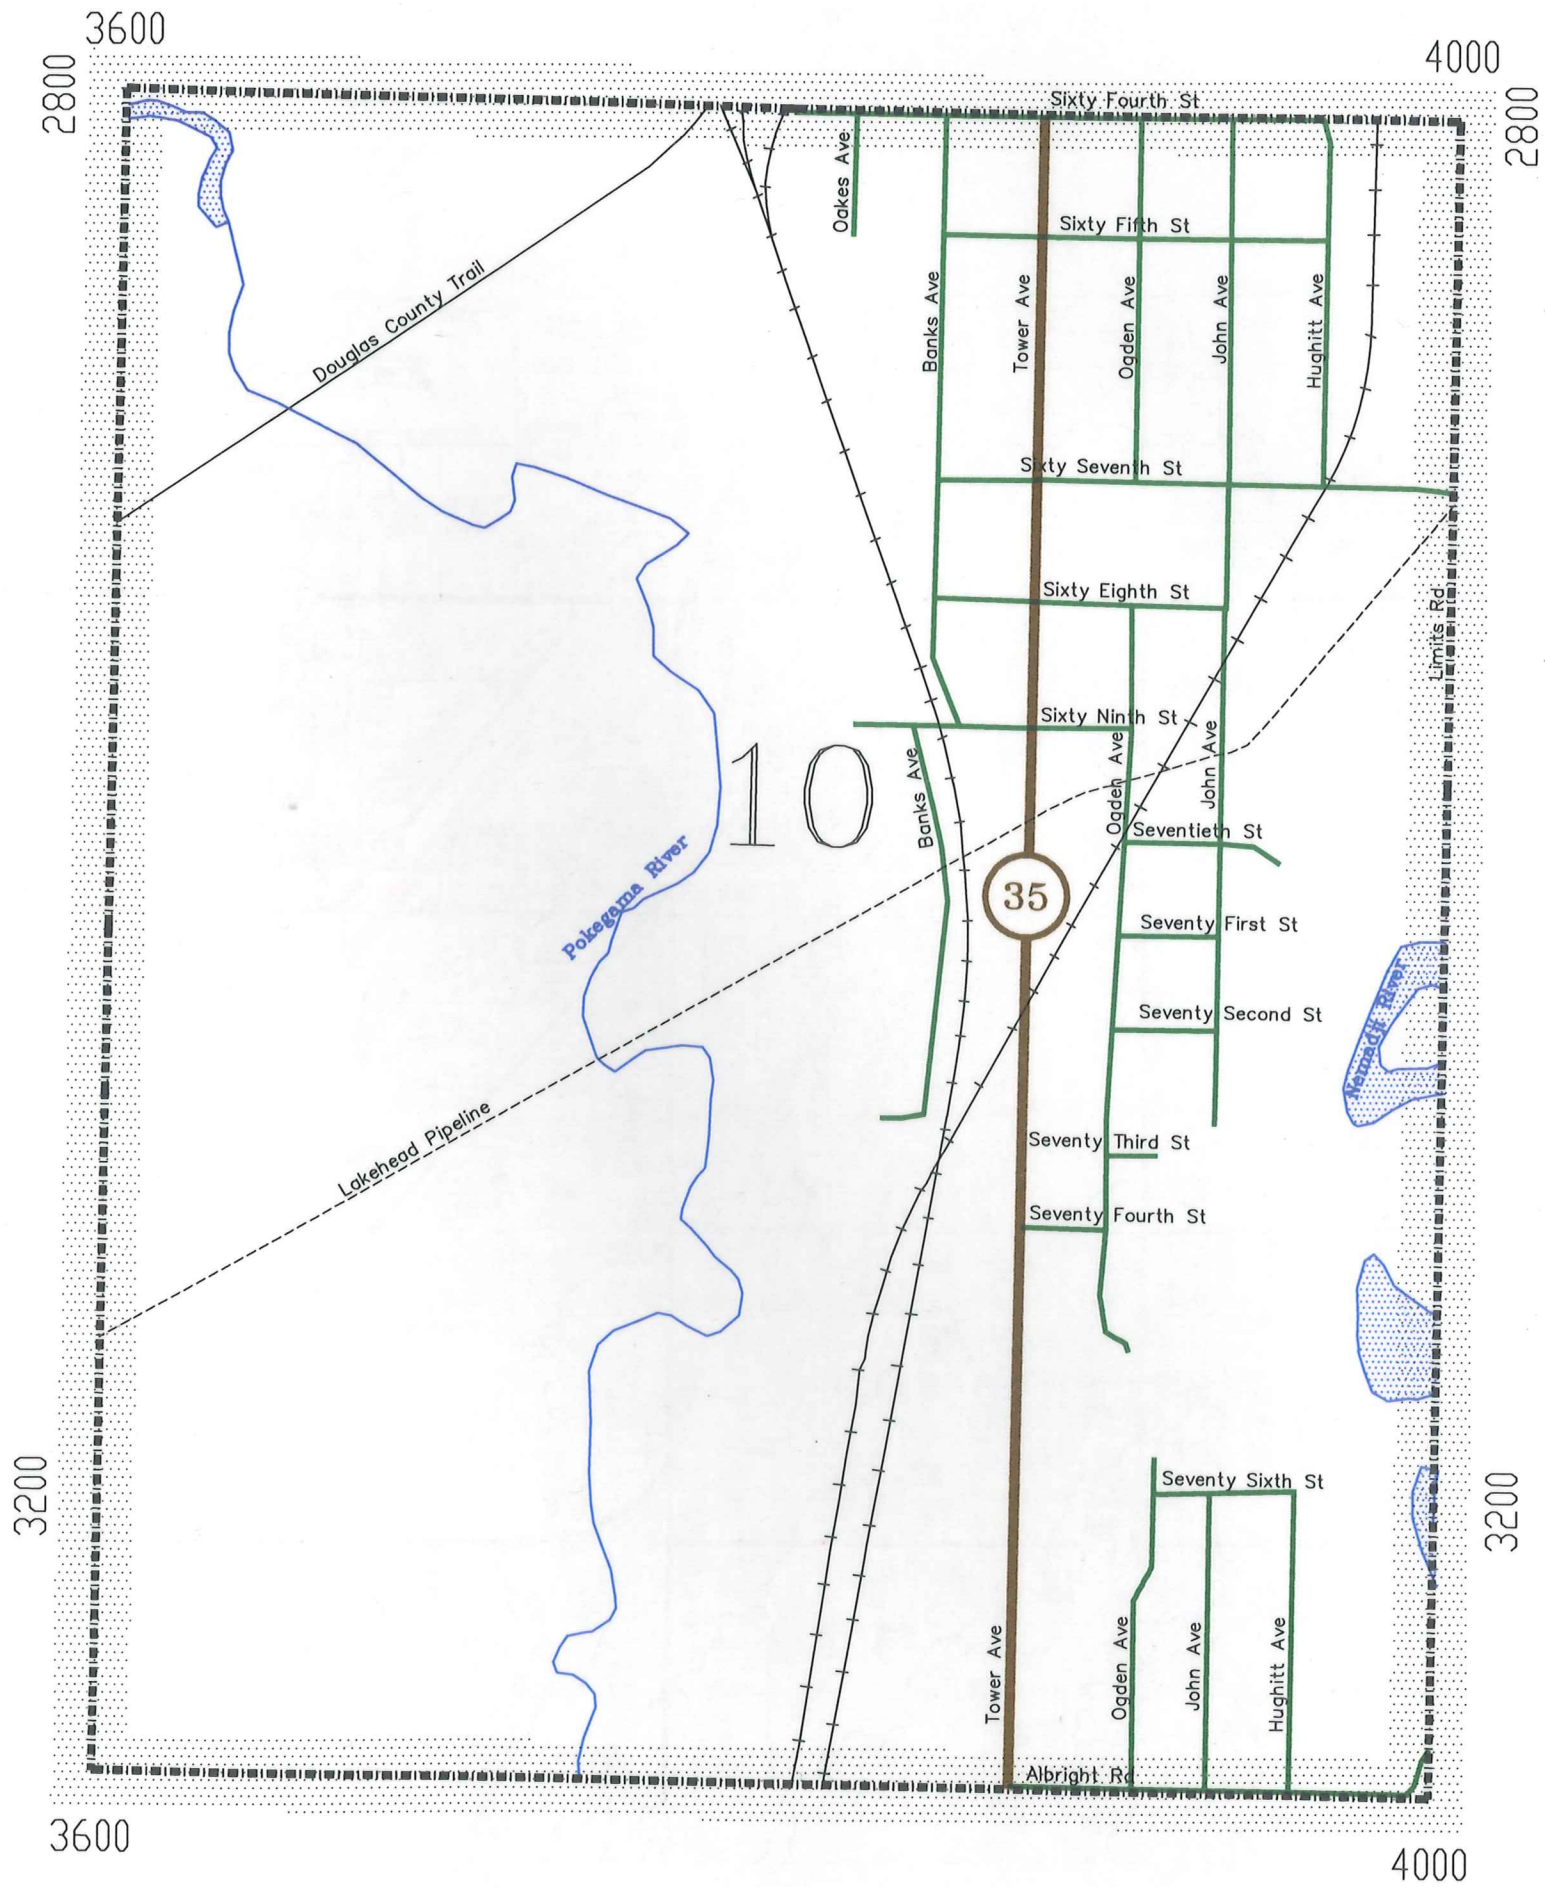 3600
4000
2800
2800
Sixty Fourth St
Oakes Ave
Sixty Fifth St
Douglas County Trail
Banks Ave
Tower Ave
Ogden Ave
John Ave
Hughitt Ave
Sixty Seventh St
Sixty Eighth St
Limits Rd
Sixty Ninth St
10
Banks Ave
Ogden Ave
John Ave
Seventieth St
Pokegama River
35
Seventy First St
Nemadji River
Seventy Second St
Lakehead Pipeline
Seventy Third St
Seventy Fourth St
Seventy Sixth St
3200
3200
Tower Ave
Ogden Ave
John Ave
Hughitt Ave
Albright Rd
3600
4000